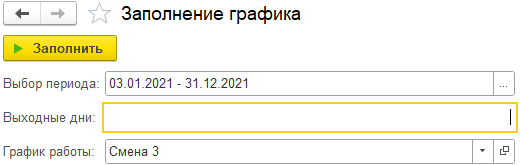 Заполнение графика
Заполнить
Выбор периода: 03.01.2021 - 31.12.2021 ...
Выходные дни:
График работы: Смена 3